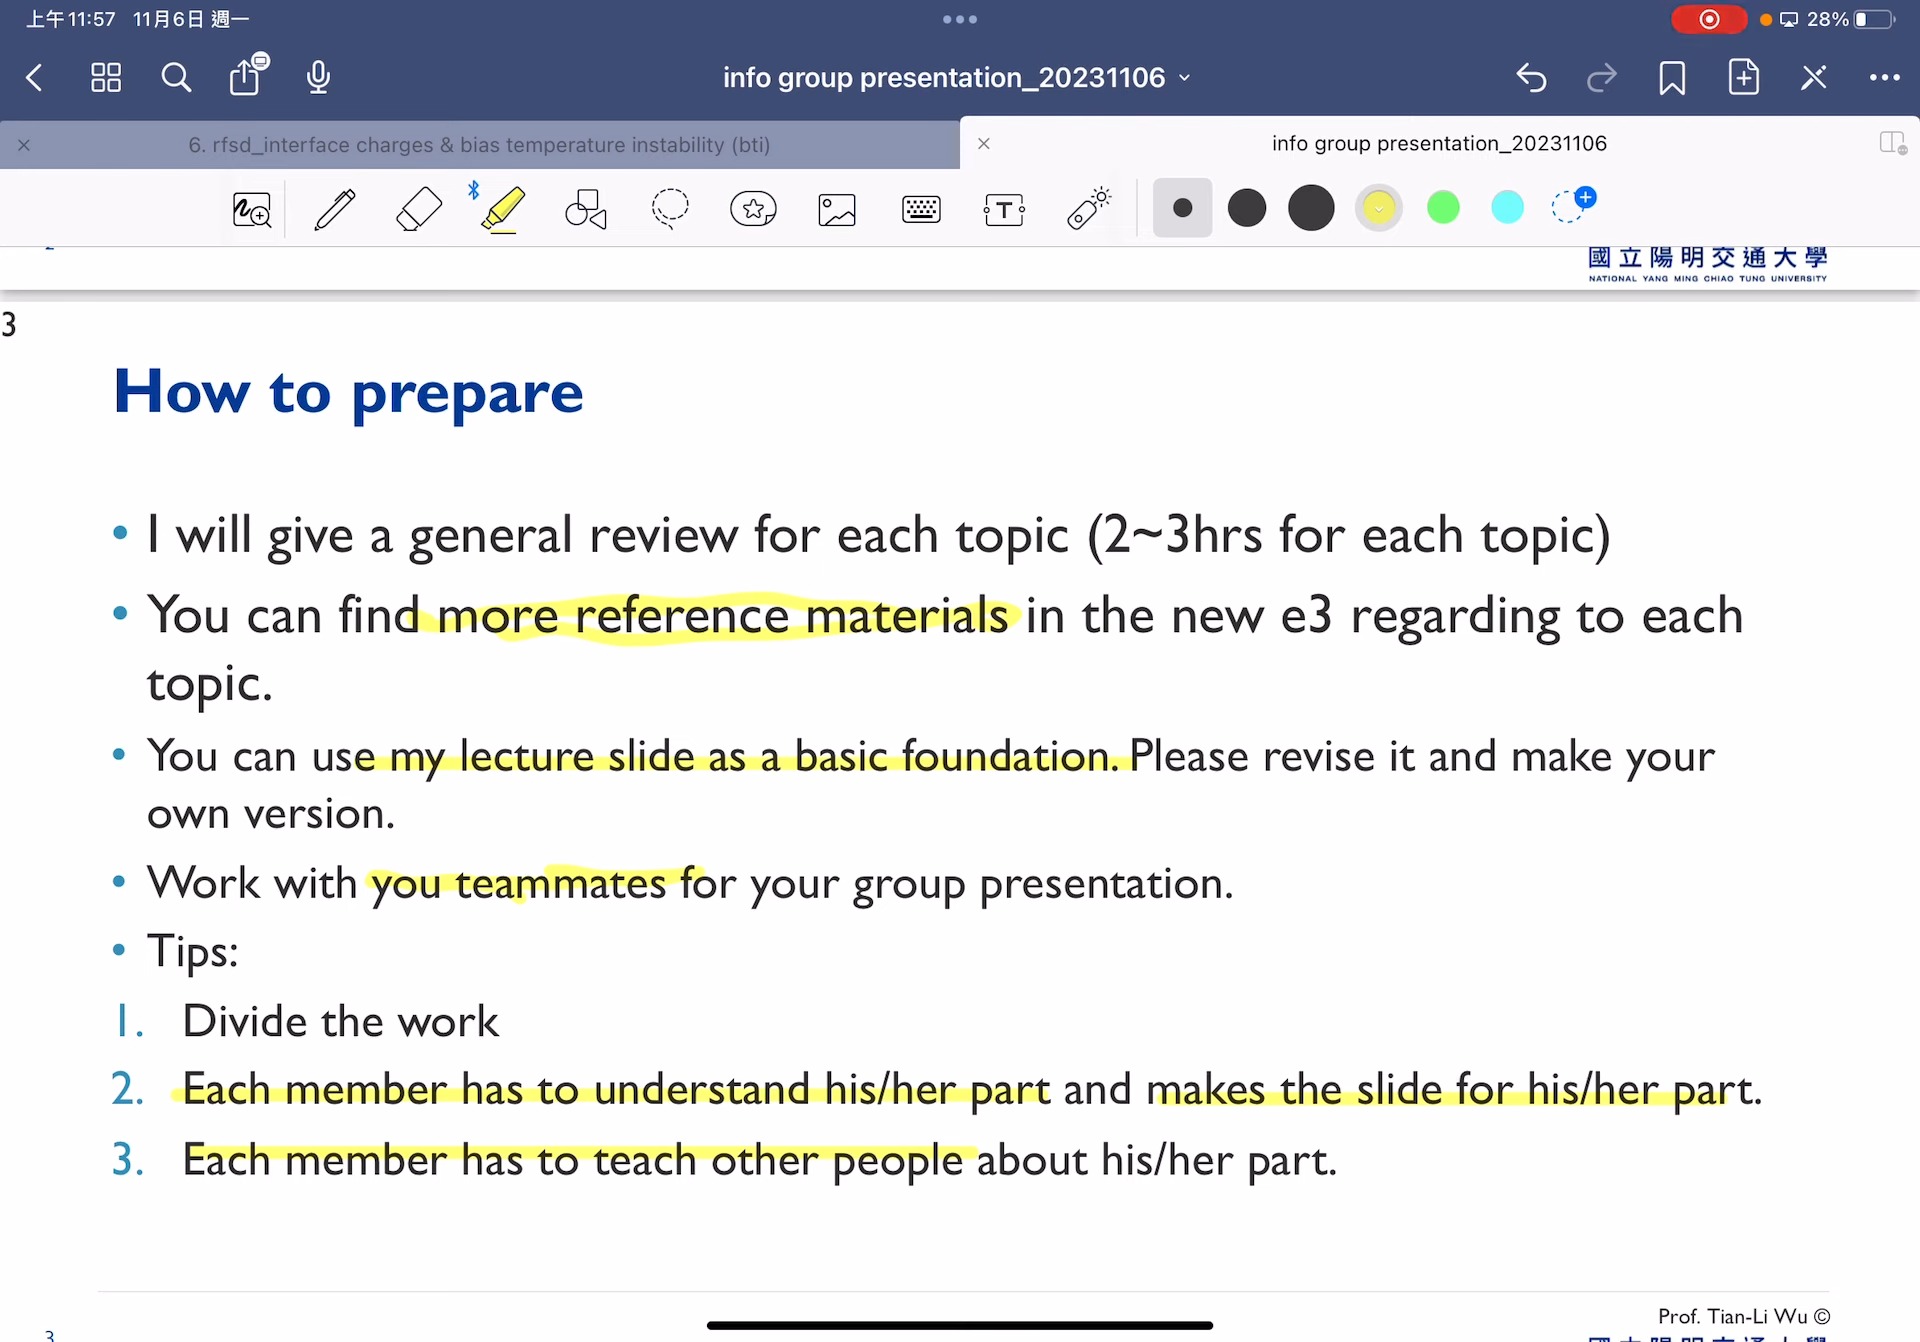 上午11:57 11月6日 週一
28%
info group presentation_20231106
6. rfsd_interface charges & bias temperature instability (bti)
info group presentation_20231106
T
國立陽明交通大學
NATIONAL YANG MING CHIAO TUNG UNIVERSITY
3
How to prepare
• I will give a general review for each topic (2~3hrs for each topic)
• You can find more reference materials in the new e3 regarding to each
topic.
• You can use my lecture slide as a basic foundation. Please revise it and make your
own version.
• Work with you teammates for your group presentation.
• Tips:
1. Divide the work
2. Each member has to understand his/her part and makes the slide for his/her part.
3. Each member has to teach other people about his/her part.
Prof. Tian-Li Wu ©
3